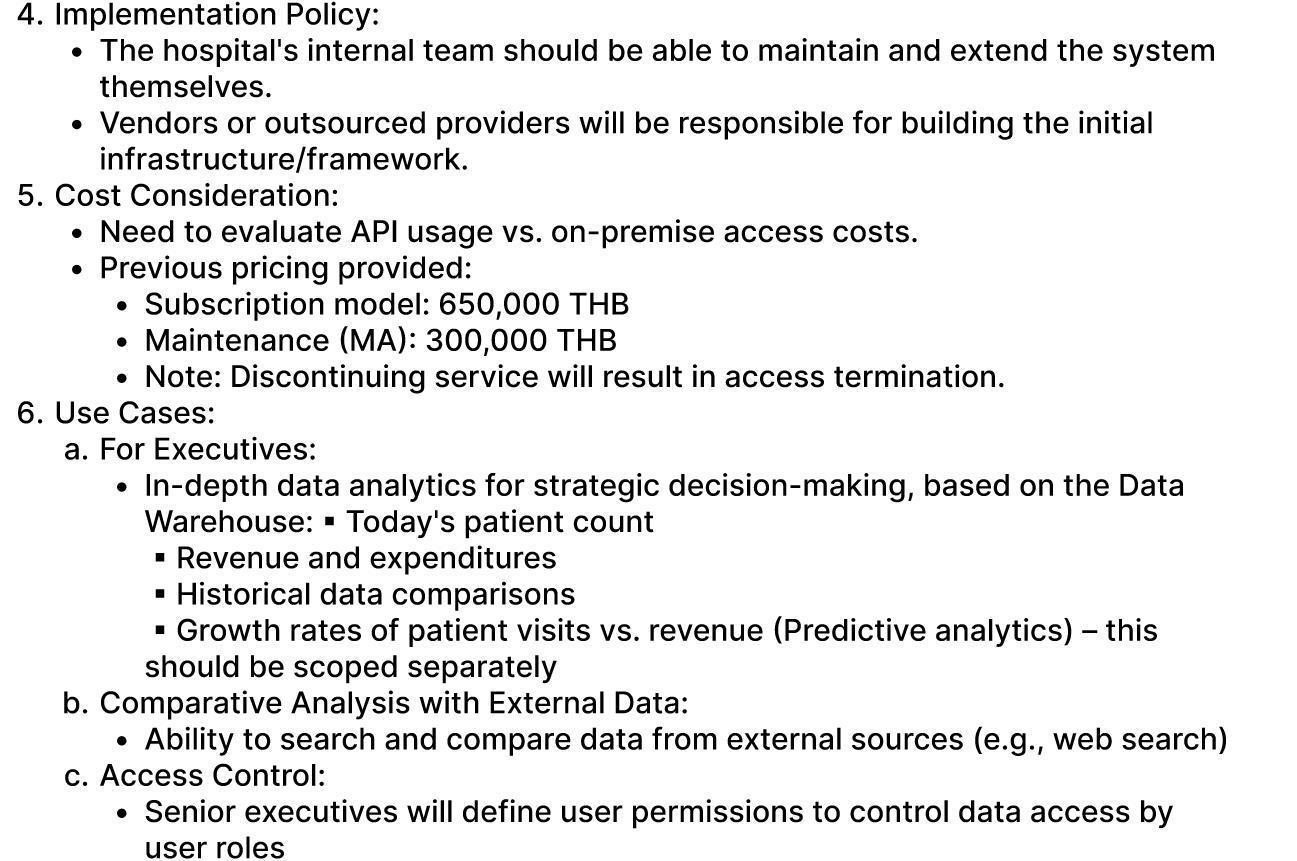 4. Implementation Policy:
• The hospital's internal team should be able to maintain and extend the system
themselves.
• Vendors or outsourced providers will be responsible for building the initial
infrastructure/framework.
5. Cost Consideration:
• Need to evaluate API usage vs. on-premise access costs.
• Previous pricing provided:
• Subscription model: 650,000 THB
• Maintenance (MA): 300,000 THB
• Note: Discontinuing service will result in access termination.
6. Use Cases:
a. For Executives:
• In-depth data analytics for strategic decision-making, based on the Data
Warehouse: ▪ Today's patient count
▪ Revenue and expenditures
▪ Historical data comparisons
▪ Growth rates of patient visits vs. revenue (Predictive analytics) – this
should be scoped separately
b. Comparative Analysis with External Data:
• Ability to search and compare data from external sources (e.g., web search)
c. Access Control:
• Senior executives will define user permissions to control data access by
user roles